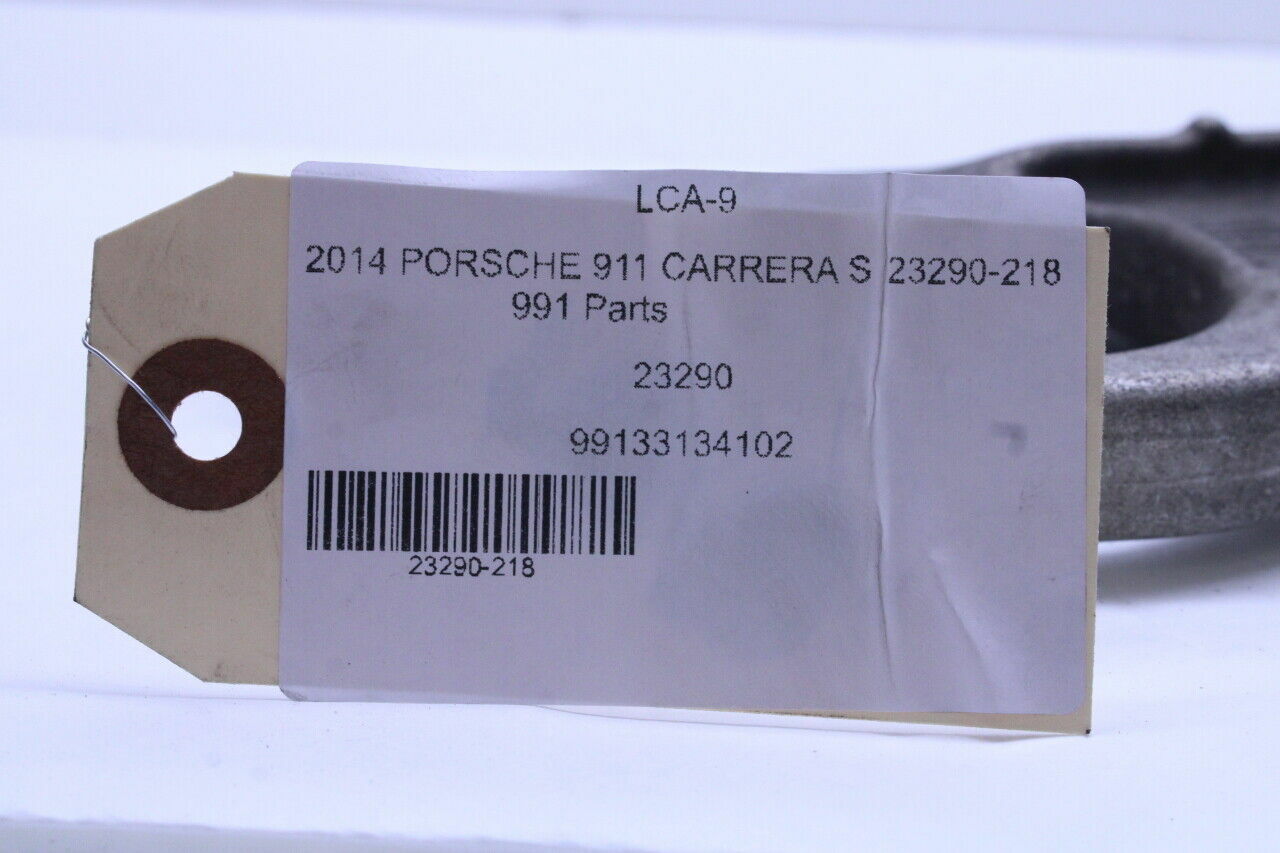 LCA-9
2014 PORSCHE 911 CARRERA S 23290-218
991 Parts
23290
99133134102
23290-218